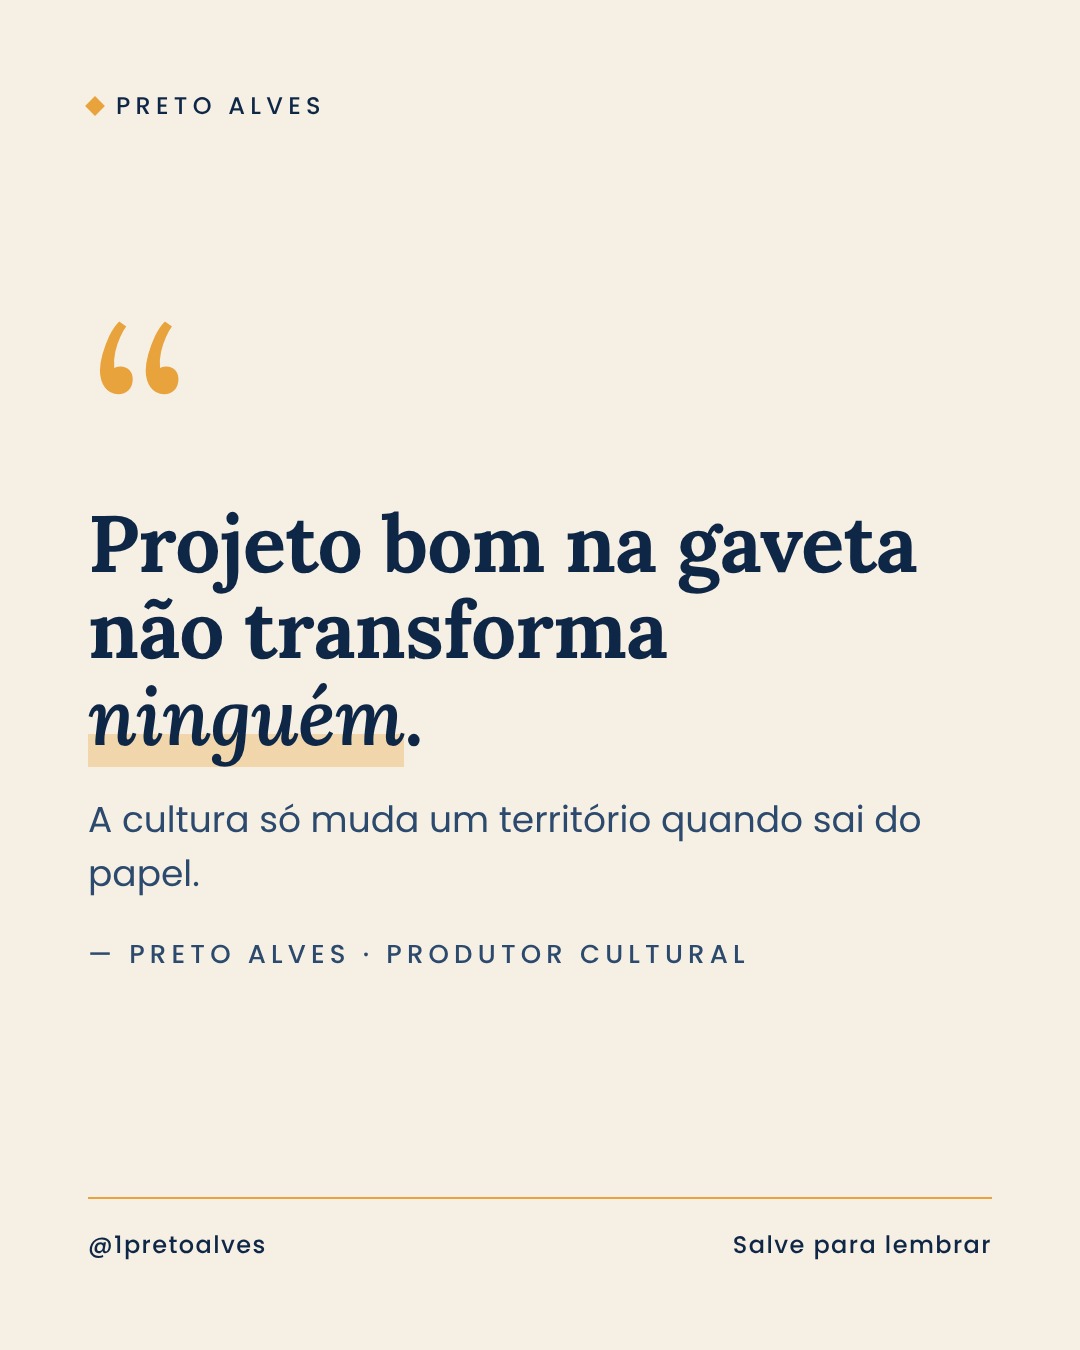 PRETO ALVES
“
Projeto bom na gaveta
não transforma
ninguém.
A cultura só muda um território quando sai do
papel.
— PRETO ALVES · PRODUTOR CULTURAL
@1pretoalves
Salve para lembrar